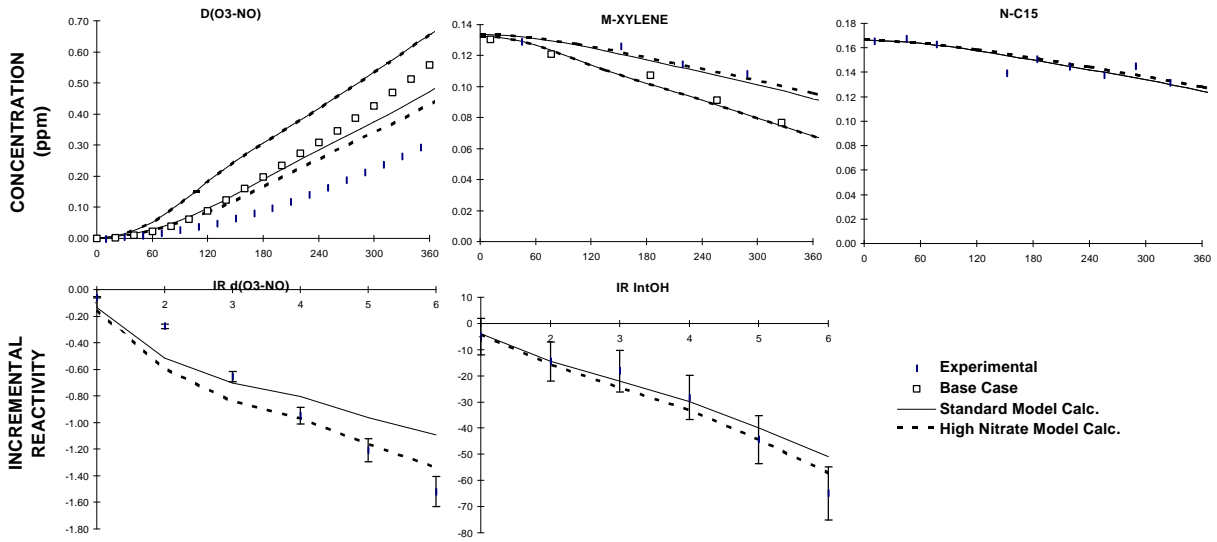 D(O3-NO)
M-XYLENE
N-C15
CONCENTRATION
(ppm)
0.70
0.60
0.50
0.40
0.30
0.20
0.10
0.00
0 60 120 180 240 300 360
0.14
0.12
0.10
0.08
0.06
0.04
0.02
0.00
0 60 120 180 240 300 360
0.18
0.16
0.14
0.12
0.10
0.08
0.06
0.04
0.02
0.00
0 60 120 180 240 300 360
IR d(O3-NO)
IR IntOH
INCREMENTAL
REACTIVITY
0.00
-0.20
-0.40
-0.60
-0.80
-1.00
-1.20
-1.40
-1.60
-1.80
2 3 4 5 6
10
0
-10
-20
-30
-40
-50
-60
-70
-80
2 3 4 5 6
Experimental
Base Case
Standard Model Calc.
High Nitrate Model Calc.